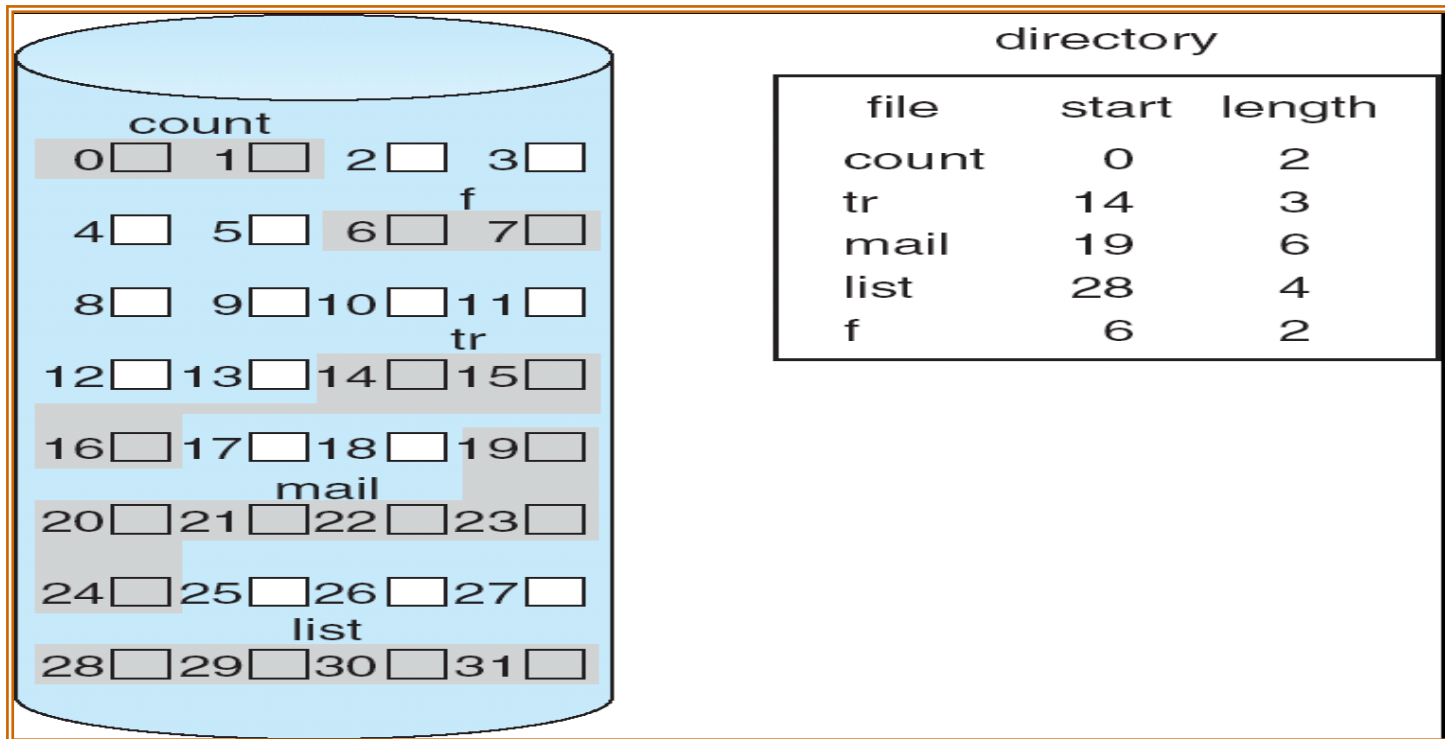 count
0 1 2 3
f
4 5 6 7
8 9 10 11
tr
12 13 14 15
16 17 18 19
mail
20 21 22 23
24 25 26 27
list
28 29 30 31
directory
file start length
count 0 2
tr 14 3
mail 19 6
list 28 4
f 6 2